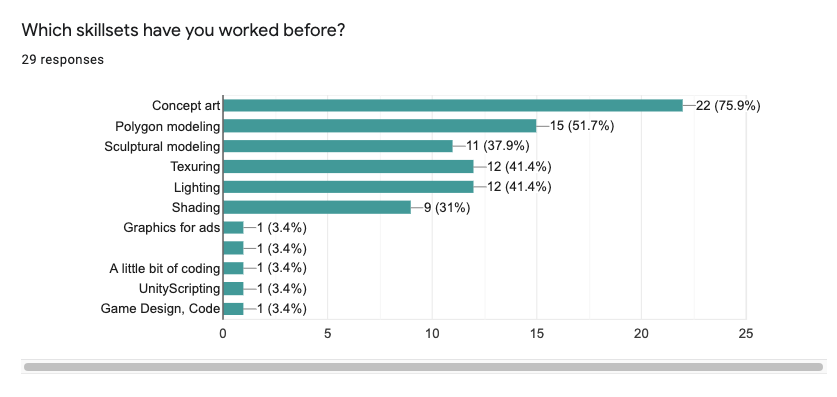 Which skillsets have you worked before?
29 responses
Concept art 22 (75.9%)
Polygon modeling 15 (51.7%)
Sculptural modeling 11 (37.9%)
Texuring 12 (41.4%)
Lighting 12 (41.4%)
Shading 9 (31%)
Graphics for ads 1 (3.4%)
1 (3.4%)
A little bit of coding 1 (3.4%)
UnityScripting 1 (3.4%)
Game Design, Code 1 (3.4%)
0 5 10 15 20 25